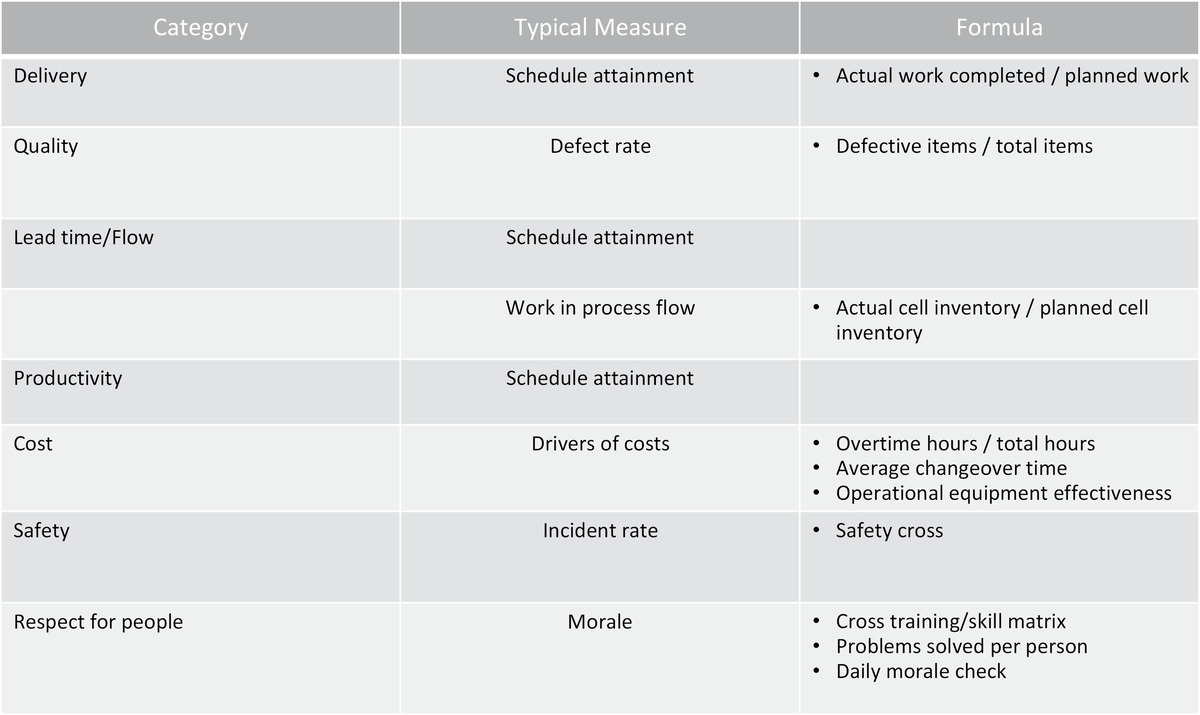 Category Typical Measure Formula
Delivery Schedule attainment • Actual work completed / planned work
Quality Defect rate • Defective items / total items
Lead time/Flow Schedule attainment
Work in process flow • Actual cell inventory / planned cell
inventory
Productivity Schedule attainment
Cost Drivers of costs • Overtime hours / total hours
• Average changeover time
• Operational equipment effectiveness
Safety Incident rate • Safety cross
Respect for people Morale • Cross training/skill matrix
• Problems solved per person
• Daily morale check